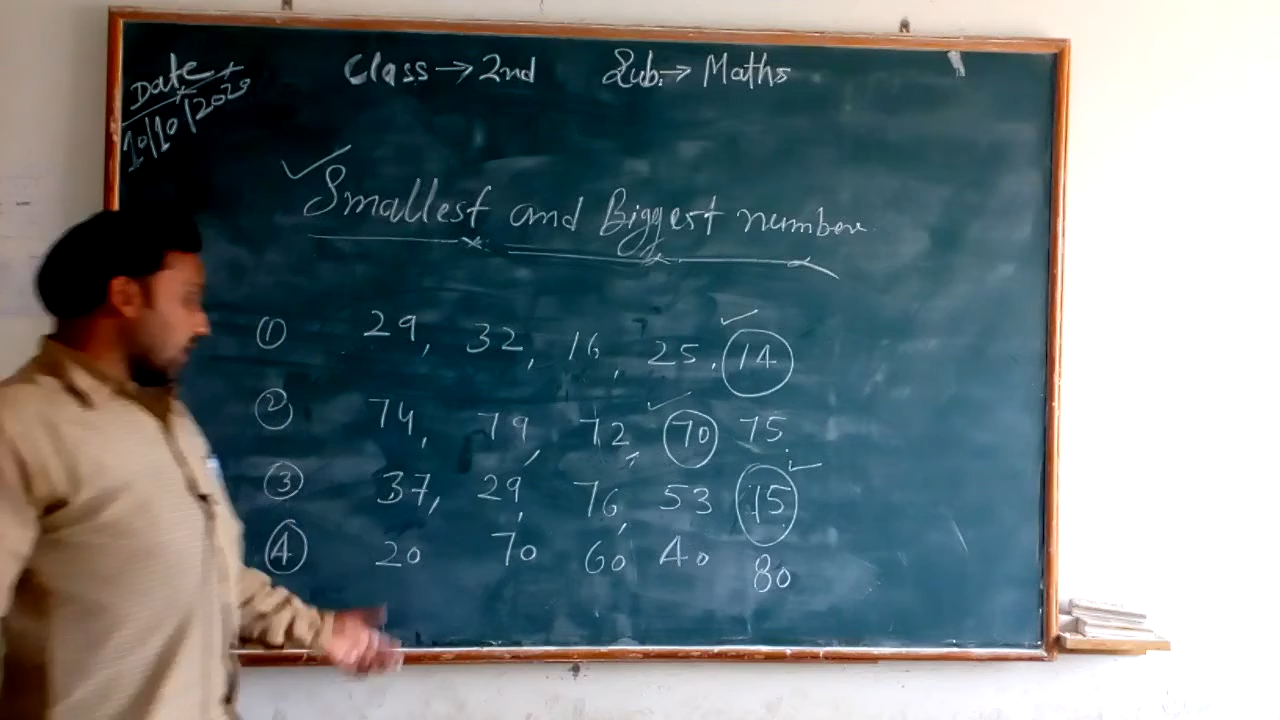 Date
10/10/2020
Class → 2nd Sub. → Maths
Smallest and Biggest number
① 29, 32, 16, 25, 14
② 74, 79, 72, 70 75.
③ 37, 29, 76, 53 15
④ 20 70 60 40 80